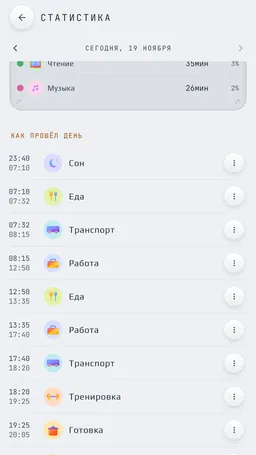 СТАТИСТИКА
СЕГОДНЯ, 19 НОЯБРЯ
Чтение 35мин 3%
Музыка 26мин 2%
КАК ПРОШЁЛ ДЕНЬ
23:40
07:10 Сон
07:10
07:32 Еда
07:32
08:15 Транспорт
08:15
12:50 Работа
12:50
13:35 Еда
13:35
17:40 Работа
17:40
18:20 Транспорт
18:20
19:25 Тренировка
19:25
20:05 Готовка